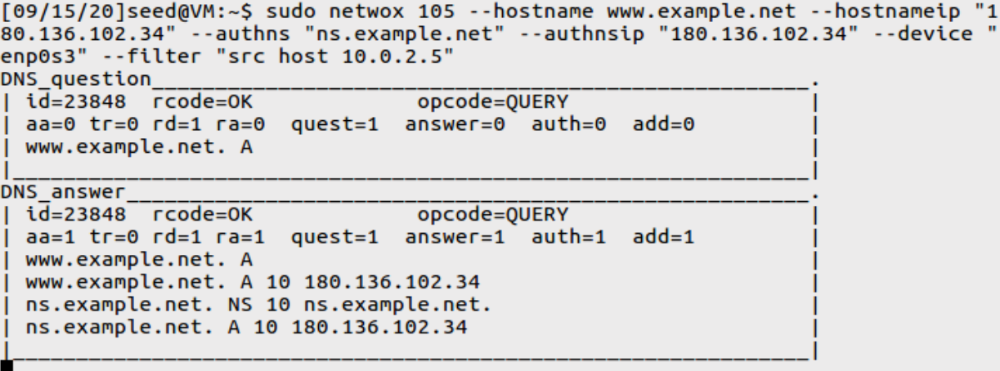 [09/15/20]seed@VM:~$ sudo netwox 105 --hostname www.example.net --hostnameip "1
80.136.102.34" --authns "ns.example.net" --authnsip "180.136.102.34" --device "
enp0s3" --filter "src host 10.0.2.5"
DNS_question____________________________________________________.
| id=23848  rcode=OK             opcode=QUERY                   |
| aa=0 tr=0 rd=1 ra=0  quest=1  answer=0  auth=0  add=0         |
| www.example.net. A                                            |
|_______________________________________________________________|
DNS_answer______________________________________________________.
| id=23848  rcode=OK             opcode=QUERY                   |
| aa=1 tr=0 rd=1 ra=1  quest=1  answer=1  auth=1  add=1         |
| www.example.net. A                                            |
| www.example.net. A 10 180.136.102.34                          |
| ns.example.net. NS 10 ns.example.net.                         |
| ns.example.net. A 10 180.136.102.34                           |
|_______________________________________________________________|